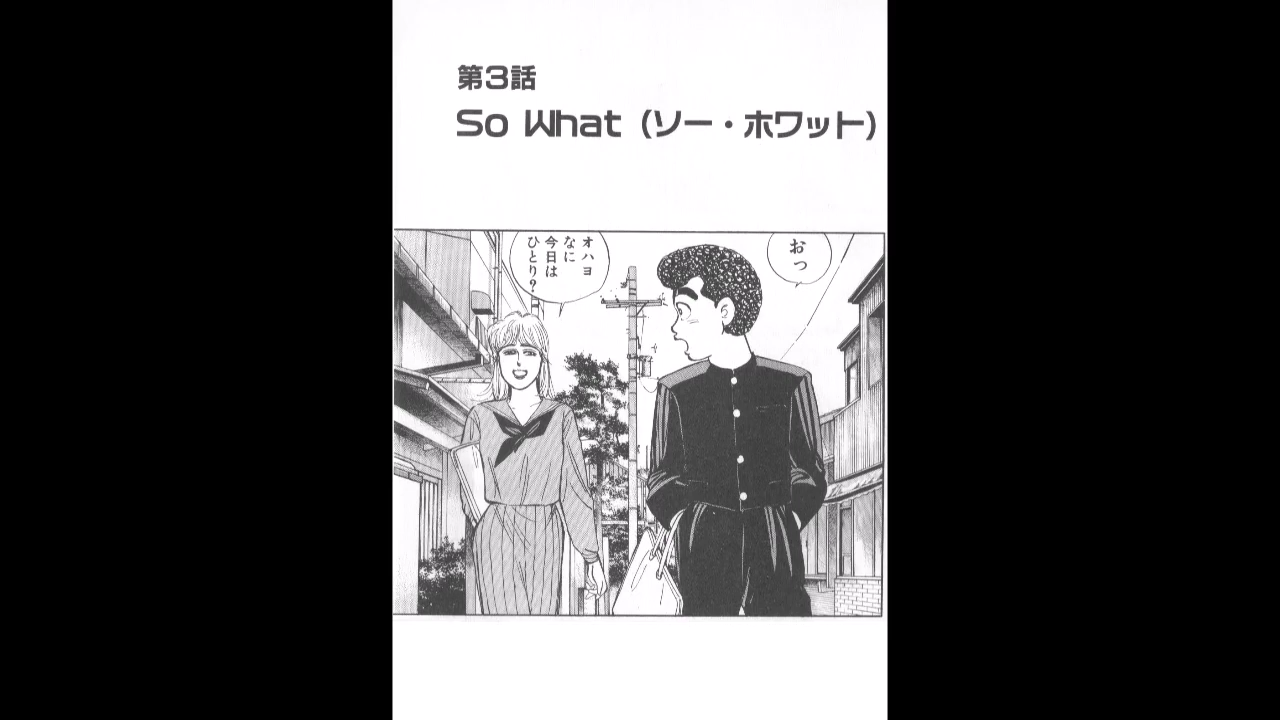 第3話
So What (ソー・ホワット)
おっ
オハヨ
なに
今日は
ひとり?